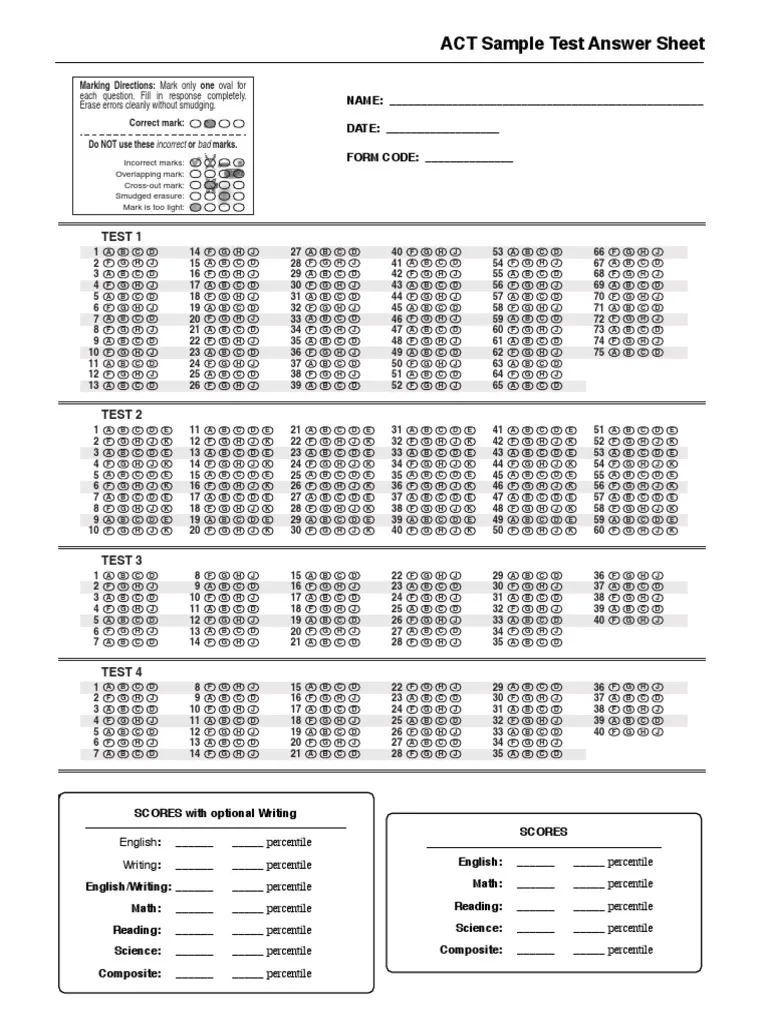 ACT Sample Test Answer Sheet
Marking Directions: Mark only one oval for
each question. Fill in response completely.
Erase errors cleanly without smudging.
Correct mark:
Do NOT use these incorrect or bad marks.
Incorrect marks:
Overlapping mark:
Cross-out mark:
Smudged erasure:
Mark is too light:
NAME:
DATE:
FORM CODE:
TEST 1
1 A B C D 14 F G H J 27 A B C D 40 F G H J 53 A B C D 66 F G H J
2 F G H J 15 A B C D 28 F G H J 41 A B C D 54 F G H J 67 A B C D
3 A B C D 16 F G H J 29 A B C D 42 F G H J 55 A B C D 68 F G H J
4 F G H J 17 A B C D 30 F G H J 43 A B C D 56 F G H J 69 A B C D
5 A B C D 18 F G H J 31 A B C D 44 F G H J 57 A B C D 70 F G H J
6 F G H J 19 A B C D 32 F G H J 45 A B C D 58 F G H J 71 A B C D
7 A B C D 20 F G H J 33 A B C D 46 F G H J 59 A B C D 72 F G H J
8 F G H J 21 A B C D 34 F G H J 47 A B C D 60 F G H J 73 A B C D
9 A B C D 22 F G H J 35 A B C D 48 F G H J 61 A B C D 74 F G H J
10 F G H J 23 A B C D 36 F G H J 49 A B C D 62 F G H J 75 A B C D
11 A B C D 24 F G H J 37 A B C D 50 F G H J 63 A B C D
12 F G H J 25 A B C D 38 F G H J 51 A B C D 64 F G H J
13 A B C D 26 F G H J 39 A B C D 52 F G H J 65 A B C D
TEST 2
1 A B C D E 11 A B C D E 21 A B C D E 31 A B C D E 41 A B C D E 51 A B C D E
2 F G H J K 12 F G H J K 22 F G H J K 32 F G H J K 42 F G H J K 52 F G H J K
3 A B C D E 13 A B C D E 23 A B C D E 33 A B C D E 43 A B C D E 53 A B C D E
4 F G H J K 14 F G H J K 24 F G H J K 34 F G H J K 44 F G H J K 54 F G H J K
5 A B C D E 15 A B C D E 25 A B C D E 35 A B C D E 45 A B C D E 55 A B C D E
6 F G H J K 16 F G H J K 26 F G H J K 36 F G H J K 46 F G H J K 56 F G H J K
7 A B C D E 17 A B C D E 27 A B C D E 37 A B C D E 47 A B C D E 57 A B C D E
8 F G H J K 18 F G H J K 28 F G H J K 38 F G H J K 48 F G H J K 58 F G H J K
9 A B C D E 19 A B C D E 29 A B C D E 39 A B C D E 49 A B C D E 59 A B C D E
10 F G H J K 20 F G H J K 30 F G H J K 40 F G H J K 50 F G H J K 60 F G H J K
TEST 3
1 A B C D 8 F G H J 15 A B C D 22 F G H J 29 A B C D 36 F G H J
2 F G H J 9 A B C D 16 F G H J 23 A B C D 30 F G H J 37 A B C D
3 A B C D 10 F G H J 17 A B C D 24 F G H J 31 A B C D 38 F G H J
4 F G H J 11 A B C D 18 F G H J 25 A B C D 32 F G H J 39 A B C D
5 A B C D 12 F G H J 19 A B C D 26 F G H J 33 A B C D 40 F G H J
6 F G H J 13 A B C D 20 F G H J 27 A B C D 34 F G H J
7 A B C D 14 F G H J 21 A B C D 28 F G H J 35 A B C D
TEST 4
1 A B C D 8 F G H J 15 A B C D 22 F G H J 29 A B C D 36 F G H J
2 F G H J 9 A B C D 16 F G H J 23 A B C D 30 F G H J 37 A B C D
3 A B C D 10 F G H J 17 A B C D 24 F G H J 31 A B C D 38 F G H J
4 F G H J 11 A B C D 18 F G H J 25 A B C D 32 F G H J 39 A B C D
5 A B C D 12 F G H J 19 A B C D 26 F G H J 33 A B C D 40 F G H J
6 F G H J 13 A B C D 20 F G H J 27 A B C D 34 F G H J
7 A B C D 14 F G H J 21 A B C D 28 F G H J 35 A B C D
SCORES with optional Writing
English: ______ _____ percentile
Writing: ______ _____ percentile
English/Writing: ______ _____ percentile
Math: ______ _____ percentile
Reading: ______ _____ percentile
Science: ______ _____ percentile
Composite: ______ _____ percentile
SCORES
English: ______ _____ percentile
Math: ______ _____ percentile
Reading: ______ _____ percentile
Science: ______ _____ percentile
Composite: ______ _____ percentile